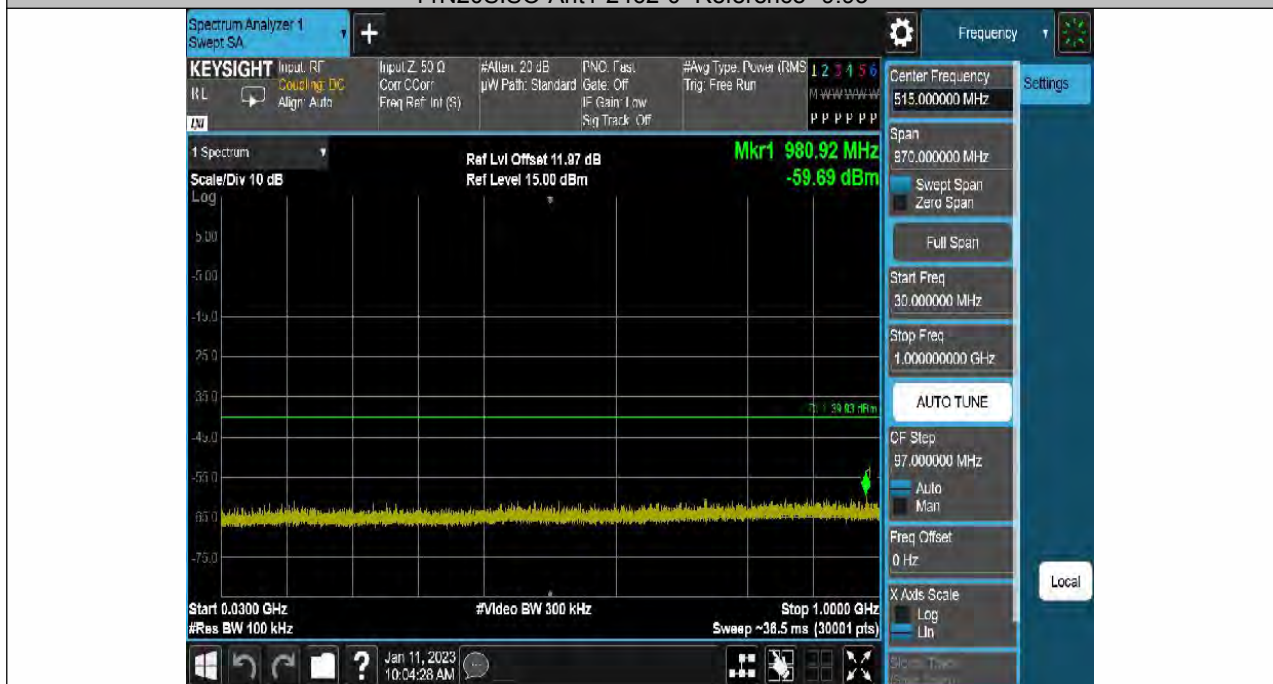 Spectrum Analyzer 1
Swept SA
+
Frequency
KEYSIGHT
Input: RF
Coupling: DC
Align: Auto
Input Z: 50 Ω
Corr CCorr
Freq Ref: Int (S)
#Atten: 20 dB
µW Path: Standard
PNO: Fast
Gate: Off
IF Gain: Low
Sig Track: Off
#Avg Type: Power (RMS
Trig: Free Run
1 2 3 4 5 6
M W W W W W
P P P P P P
Center Frequency
515.000000 MHz
Settings
Span
970.000000 MHz
Swept Span
Zero Span
Full Span
Start Freq
30.000000 MHz
Stop Freq
1.000000000 GHz
AUTO TUNE
CF Step
97.000000 MHz
Auto
Man
Freq Offset
0 Hz
X Axis Scale
Log
Lin
Local
1 Spectrum
Scale/Div 10 dB
Log
Ref Lvl Offset 11.97 dB
Ref Level 15.00 dBm
Mkr1 980.92 MHz
-59.69 dBm
5.00
-5.00
-15.0
-25.0
-35.0
-45.0
-55.0
-65.0
-75.0
Start 0.0300 GHz
#Res BW 100 kHz
#Video BW 300 kHz
Stop 1.0000 GHz
Sweep ~36.5 ms (30001 pts)
?
Jan 11, 2023
10:04:28 AM